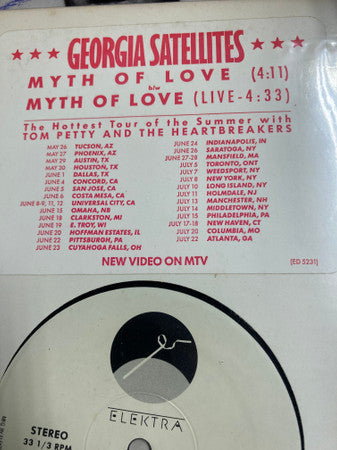 GEORGIA SATELLITES
MYTH OF LOVE (4:11)
b/w
MYTH OF LOVE (LIVE-4:33)
The Hottest Tour of the Summer with
TOM PETTY AND THE HEARTBREAKERS
MAY 26 TUCSON, AZ
MAY 27 PHOENIX, AZ
MAY 29 AUSTIN, TX
MAY 30 HOUSTON, TX
JUNE 1 DALLAS, TX
JUNE 4 CONCORD, CA
JUNE 5 SAN JOSE, CA
JUNE 6 COSTA MESA, CA
JUNE 8-9, 11, 12 UNIVERSAL CITY, CA
JUNE 15 OMAHA, NB
JUNE 18 CLARKSTON, MI
JUNE 19 E. TROY, WI
JUNE 20 HOFFMAN ESTATES, IL
JUNE 22 PITTSBURGH, PA
JUNE 23 CUYAHOGA FALLS, OH
JUNE 24 INDIANAPOLIS, IN
JUNE 26 SARATOGA, NY
JUNE 27-28 MANSFIELD, MA
JULY 5 TORONTO, ONT
JULY 7 WEEDSPORT, NY
JULY 8 NEW YORK, NY
JULY 10 LONG ISLAND, NY
JULY 11 HOLMDALE, NJ
JULY 13 MANCHESTER, NH
JULY 14 MIDDLETOWN, NY
JULY 15 PHILADELPHIA, PA
JULY 17-18 NEW HAVEN, CT
JULY 20 COLUMBIA, MO
JULY 22 ATLANTA, GA
NEW VIDEO ON MTV
(ED 5231)
ELEKTRA
STEREO
33 1/3 RPM